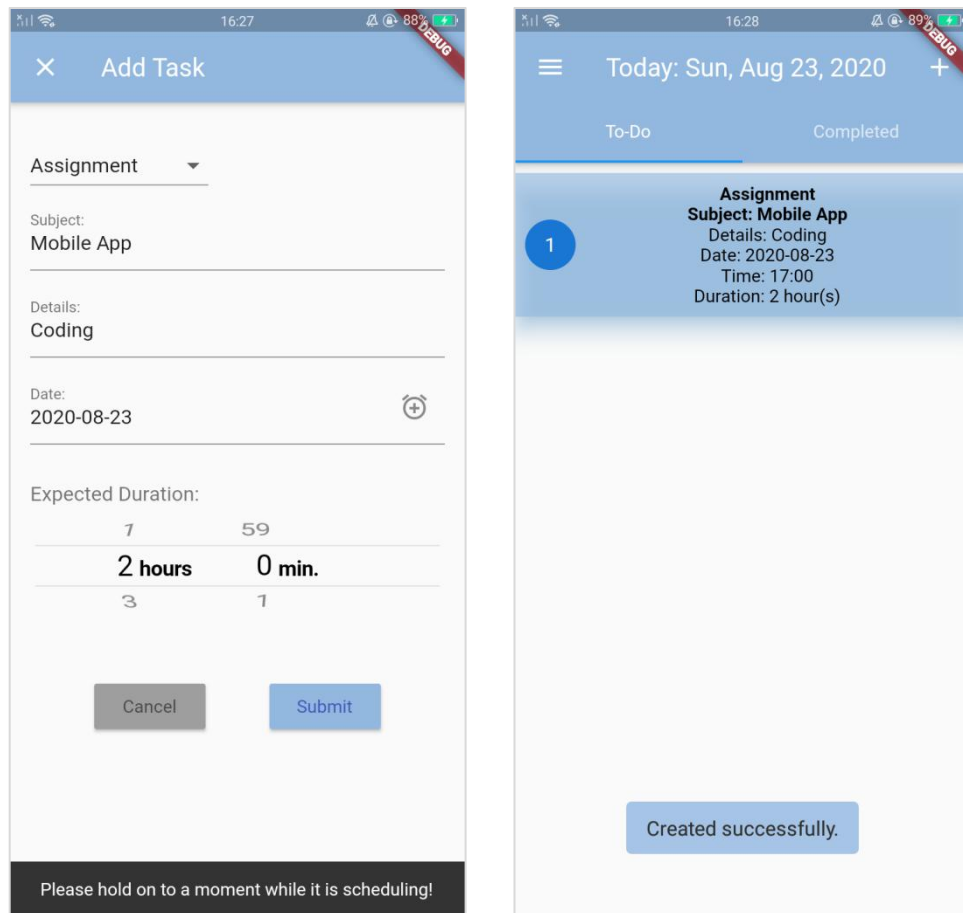 16:27
88%
DEBUG
Add Task
Assignment
Subject:
Mobile App
Details:
Coding
Date:
2020-08-23
Expected Duration:
1 59
2 hours 0 min.
3 1
Cancel Submit
Please hold on to a moment while it is scheduling!
16:28
89%
DEBUG
Today: Sun, Aug 23, 2020
To-Do Completed
1
Assignment
Subject: Mobile App
Details: Coding
Date: 2020-08-23
Time: 17:00
Duration: 2 hour(s)
Created successfully.